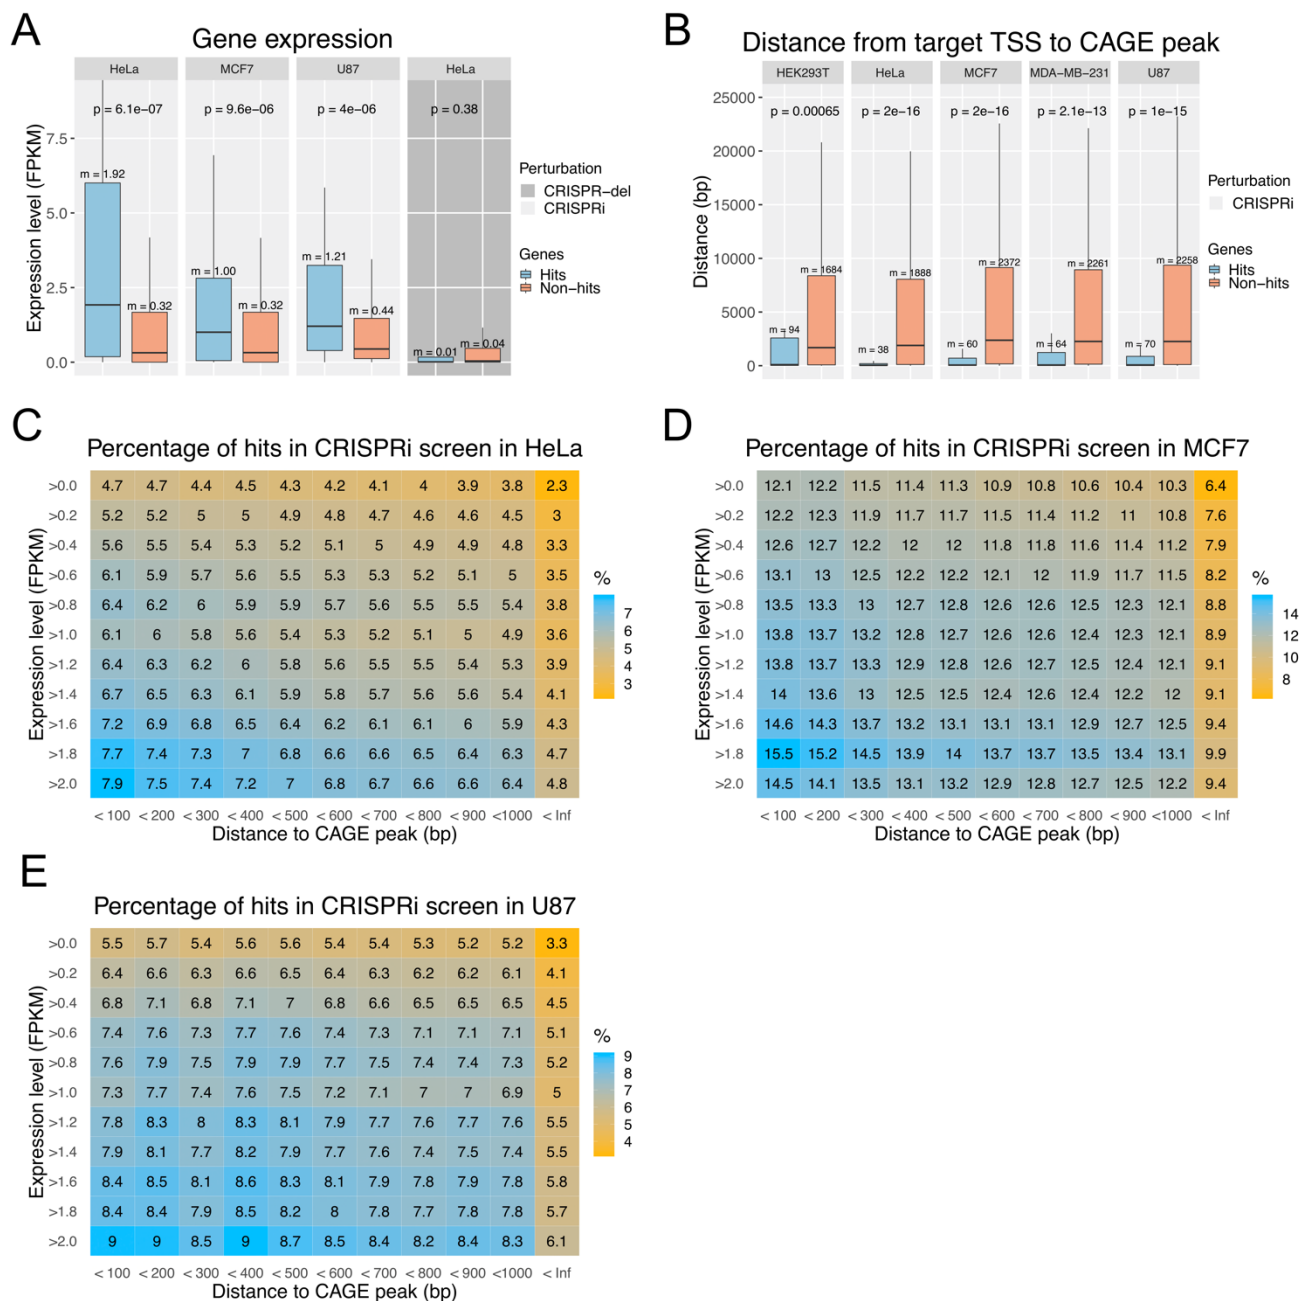 A
Gene expression
HeLa MCF7 U87 HeLa
p = 6.1e-07 p = 9.6e-06 p = 4e-06 p = 0.38
m = 1.92 m = 0.32 m = 1.00 m = 0.32 m = 1.21 m = 0.44 m = 0.01 m = 0.04
Expression level (FPKM)
7.5
5.0
2.5
0.0
Perturbation
CRISPR-del
CRISPRi
Genes
Hits
Non-hits
B
Distance from target TSS to CAGE peak
HEK293T HeLa MCF7 MDA-MB-231 U87
p = 0.00065 p = 2e-16 p = 2e-16 p = 2.1e-13 p = 1e-15
m = 94 m = 1684 m = 38 m = 1888 m = 60 m = 2372 m = 64 m = 2261 m = 70 m = 2258
Distance (bp)
25000
20000
15000
10000
5000
0
Perturbation
CRISPRi
Genes
Hits
Non-hits
C
Percentage of hits in CRISPRi screen in HeLa
Expression level (FPKM)
>0.0 4.7 4.7 4.4 4.5 4.3 4.2 4.1 4 3.9 3.8 2.3
>0.2 5.2 5.2 5 5 4.9 4.8 4.7 4.6 4.6 4.5 3
>0.4 5.6 5.5 5.4 5.3 5.2 5.1 5 4.9 4.9 4.8 3.3
>0.6 6.1 5.9 5.7 5.6 5.5 5.3 5.3 5.2 5.1 5 3.5
>0.8 6.4 6.2 6 5.9 5.9 5.7 5.6 5.5 5.5 5.4 3.8
>1.0 6.1 6 5.8 5.6 5.4 5.3 5.2 5.1 5 4.9 3.6
>1.2 6.4 6.3 6.2 6 5.8 5.6 5.5 5.5 5.4 5.3 3.9
>1.4 6.7 6.5 6.3 6.1 5.9 5.8 5.7 5.6 5.6 5.4 4.1
>1.6 7.2 6.9 6.8 6.5 6.4 6.2 6.1 6.1 6 5.9 4.3
>1.8 7.7 7.4 7.3 7 6.8 6.6 6.6 6.5 6.4 6.3 4.7
>2.0 7.9 7.5 7.4 7.2 7 6.8 6.7 6.6 6.6 6.4 4.8
< 100 < 200 < 300 < 400 < 500 < 600 < 700 < 800 < 900 <1000 < Inf
Distance to CAGE peak (bp)
%
7
6
5
4
3
D
Percentage of hits in CRISPRi screen in MCF7
Expression level (FPKM)
>0.0 12.1 12.2 11.5 11.4 11.3 10.9 10.8 10.6 10.4 10.3 6.4
>0.2 12.2 12.3 11.9 11.7 11.7 11.5 11.4 11.2 11 10.8 7.6
>0.4 12.6 12.7 12.2 12 12 11.8 11.8 11.6 11.4 11.2 7.9
>0.6 13.1 13 12.5 12.2 12.2 12.1 12 11.9 11.7 11.5 8.2
>0.8 13.5 13.3 13 12.7 12.8 12.6 12.6 12.5 12.3 12.1 8.8
>1.0 13.8 13.7 13.2 12.8 12.7 12.6 12.6 12.4 12.3 12.1 8.9
>1.2 13.8 13.7 13.3 12.9 12.8 12.6 12.7 12.5 12.4 12.1 9.1
>1.4 14 13.6 13 12.5 12.5 12.4 12.6 12.4 12.2 12 9.1
>1.6 14.6 14.3 13.7 13.2 13.1 13.1 13.1 12.9 12.7 12.5 9.4
>1.8 15.5 15.2 14.5 13.9 14 13.7 13.7 13.5 13.4 13.1 9.9
>2.0 14.5 14.1 13.5 13.1 13.2 12.9 12.8 12.7 12.5 12.2 9.4
< 100 < 200 < 300 < 400 < 500 < 600 < 700 < 800 < 900 <1000 < Inf
Distance to CAGE peak (bp)
%
14
12
10
8
E
Percentage of hits in CRISPRi screen in U87
Expression level (FPKM)
>0.0 5.5 5.7 5.4 5.6 5.6 5.4 5.4 5.3 5.2 5.2 3.3
>0.2 6.4 6.6 6.3 6.6 6.5 6.4 6.3 6.2 6.2 6.1 4.1
>0.4 6.8 7.1 6.8 7.1 7 6.8 6.6 6.5 6.5 6.5 4.5
>0.6 7.4 7.6 7.3 7.7 7.6 7.4 7.3 7.1 7.1 7.1 5.1
>0.8 7.6 7.9 7.5 7.9 7.9 7.7 7.5 7.4 7.4 7.3 5.2
>1.0 7.3 7.7 7.4 7.6 7.5 7.2 7.1 7 7 6.9 5
>1.2 7.8 8.3 8 8.3 8.1 7.9 7.7 7.6 7.7 7.6 5.5
>1.4 7.9 8.1 7.7 8.2 7.9 7.7 7.6 7.4 7.5 7.4 5.5
>1.6 8.4 8.5 8.1 8.6 8.3 8.1 7.9 7.8 7.9 7.8 5.8
>1.8 8.4 8.4 7.9 8.5 8.2 8 7.8 7.7 7.8 7.8 5.7
>2.0 9 9 8.5 9 8.7 8.5 8.4 8.2 8.4 8.3 6.1
< 100 < 200 < 300 < 400 < 500 < 600 < 700 < 800 < 900 <1000 < Inf
Distance to CAGE peak (bp)
%
9
8
7
6
5
4